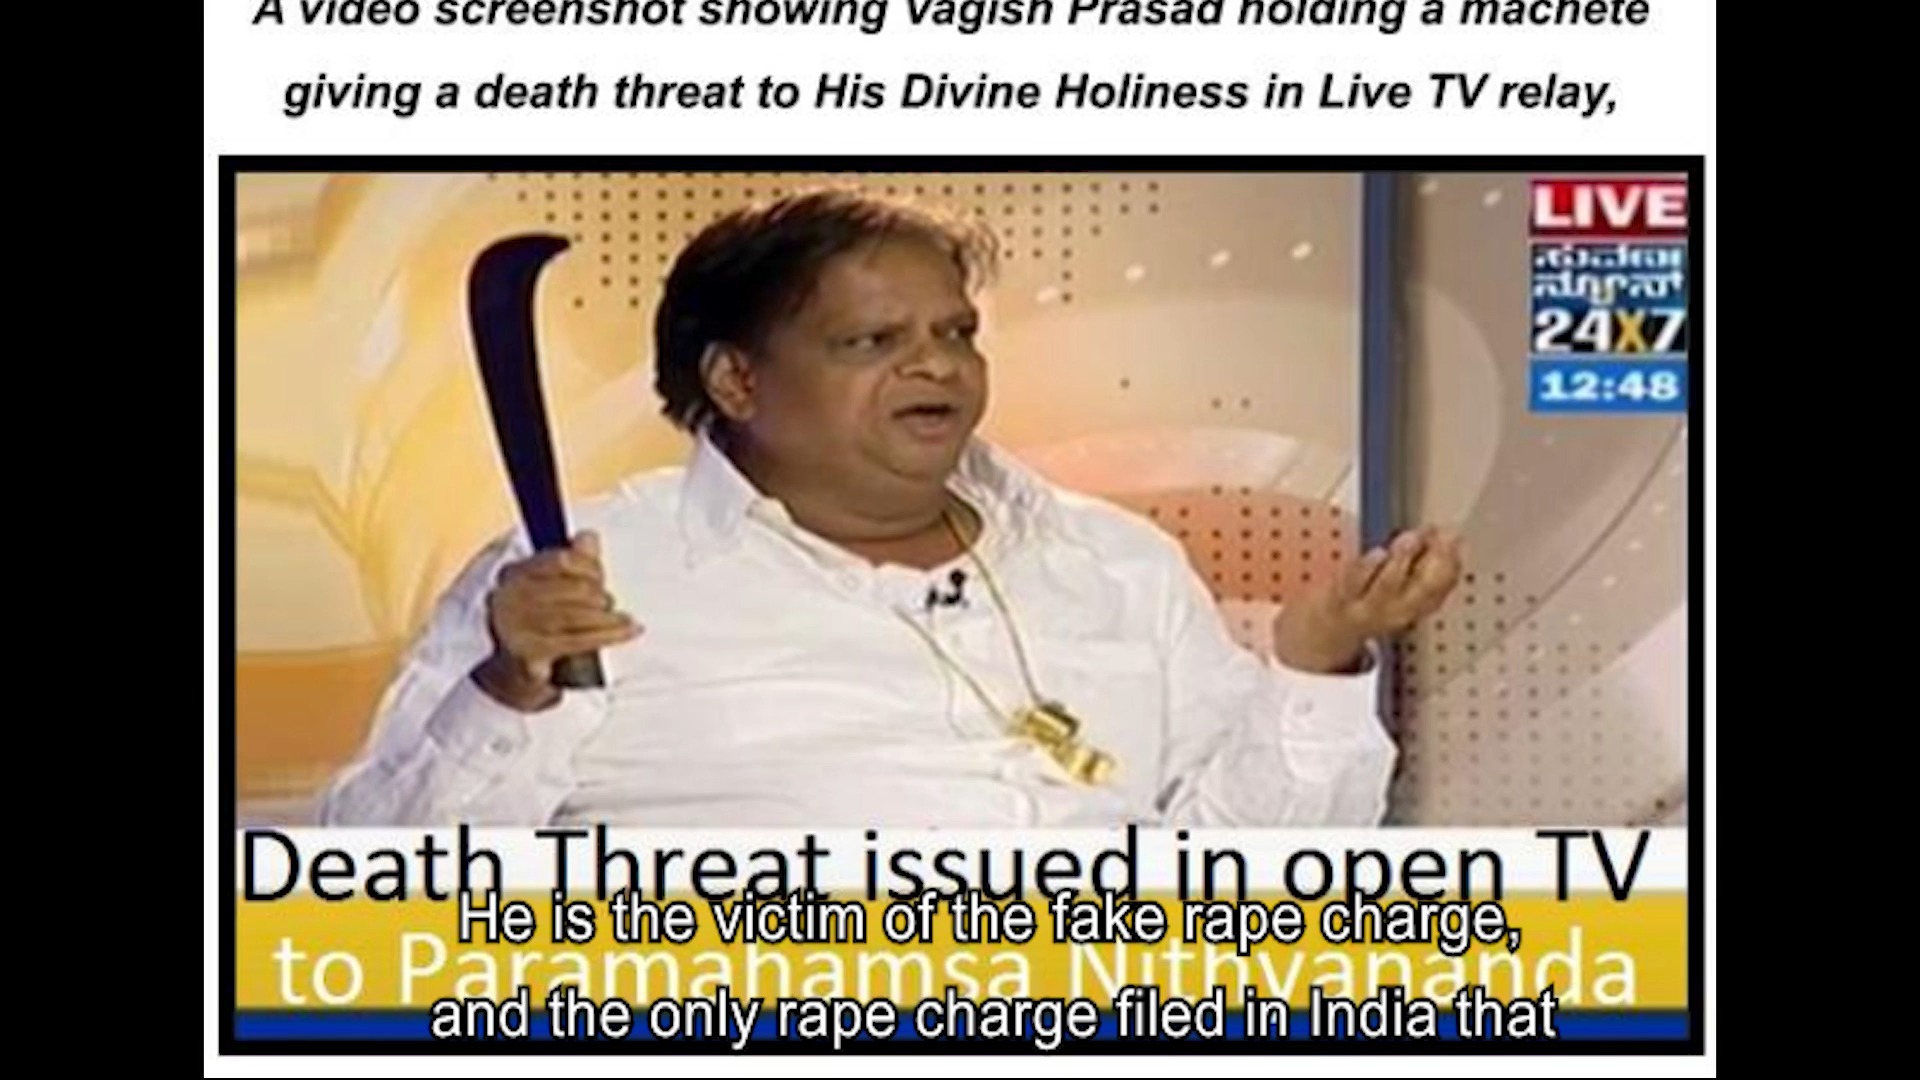 A video screenshot showing Vagish Prasad holding a machete
giving a death threat to His Divine Holiness in Live TV relay,
LIVE
ಸುವರ್ಣ
ನ್ಯೂಸ್
24X7
12:48
Death Threat issued in open TV
to Paramahamsa Nithyananda
He is the victim of the fake rape charge,
and the only rape charge filed in India that